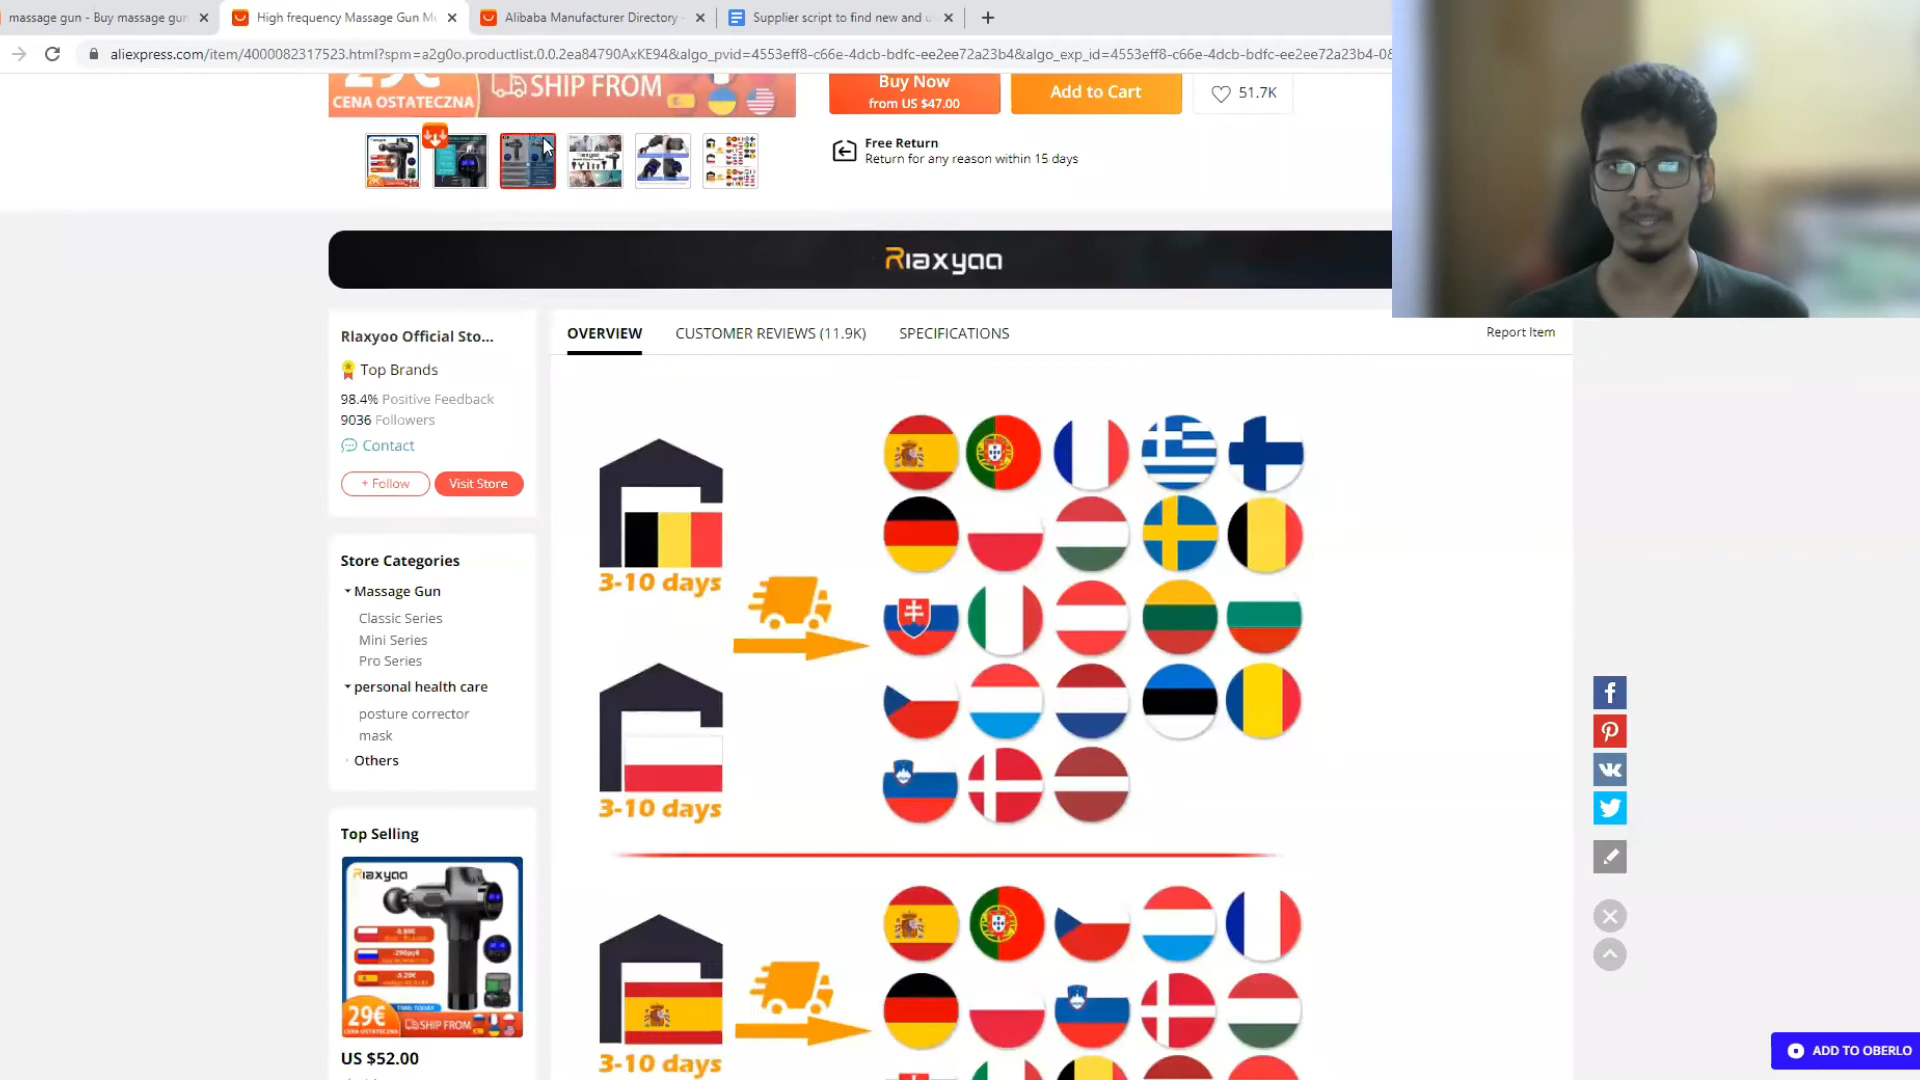 massage gun - Buy massage gun
High frequency Massage Gun Mu
Alibaba Manufacturer Directory -
Supplier script to find new and u
aliexpress.com/item/4000082317523.html?spm=a2g0o.productlist.0.0.2ea84790AxKE94&algo_pvid=4553eff8-c66e-4dcb-bdfc-ee2ee72a23b4&algo_exp_id=4553eff8-c66e-4dcb-bdfc-ee2ee72a23b4-0&
29€
CENA OSTATECZNA
SHIP FROM
Buy Now
from US $47.00
Add to Cart
51.7K
Free Return
Return for any reason within 15 days
Rlaxyoo
Rlaxyoo Official Sto...
Top Brands
98.4% Positive Feedback
9036 Followers
Contact
+ Follow
Visit Store
OVERVIEW
CUSTOMER REVIEWS (11.9K)
SPECIFICATIONS
Report Item
Store Categories
Massage Gun
Classic Series
Mini Series
Pro Series
personal health care
posture corrector
mask
Others
Top Selling
Rlaxyoo
29€
CENA OSTATECZNA
SHIP FROM
US $52.00
3-10 days
3-10 days
3-10 days
ADD TO OBERLO